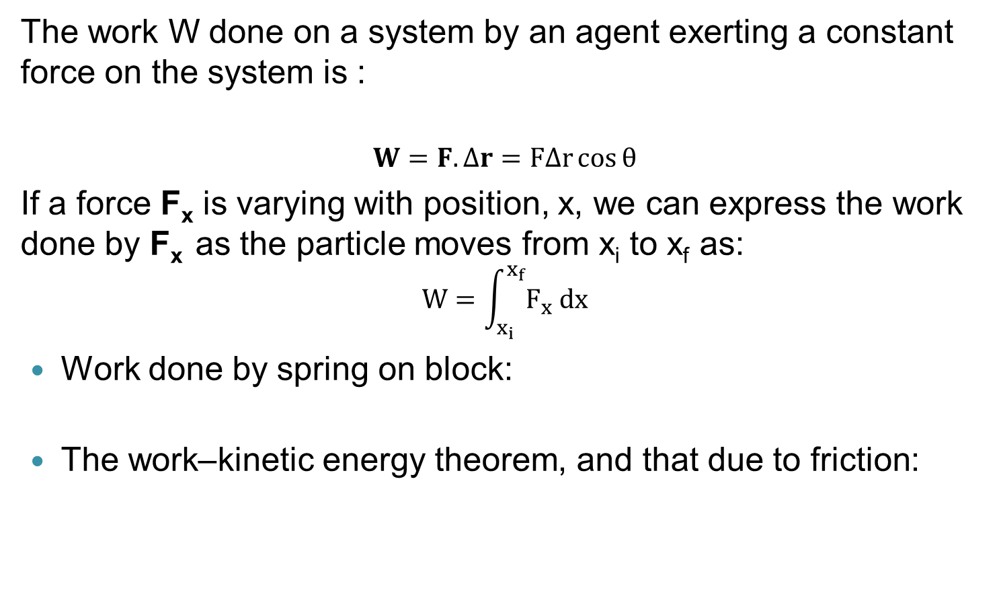 The work W done on a system by an agent exerting a constant
force on the system is :
W = F. Δr = FΔr cos θ
If a force Fₓ is varying with position, x, we can express the work
done by Fₓ as the particle moves from xᵢ to x_f as:
W = ∫_{xᵢ}^{x_f} Fₓ dx
• Work done by spring on block:
• The work–kinetic energy theorem, and that due to friction: